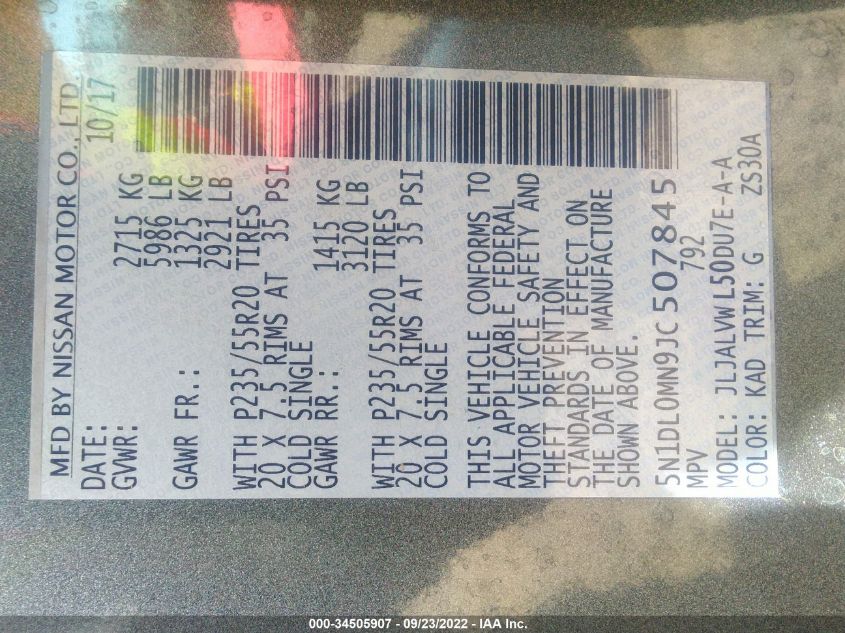 MFD BY NISSAN MOTOR CO., LTD.
DATE: 10/17
GVWR: 2715 KG
5986 LB
GAWR FR.: 1325 KG
2921 LB
WITH P235/55R20 TIRES
20 X 7.5 RIMS AT 35 PSI
COLD SINGLE
GAWR RR.: 1415 KG
3120 LB
WITH P235/55R20 TIRES
20 X 7.5 RIMS AT 35 PSI
COLD SINGLE
THIS VEHICLE CONFORMS TO
ALL APPLICABLE FEDERAL
MOTOR VEHICLE SAFETY AND
THEFT PREVENTION
STANDARDS IN EFFECT ON
THE DATE OF MANUFACTURE
SHOWN ABOVE.
5N1DL0MN9JC507845
MPV 792
MODEL: JLJALVWL50DU7E-A-A
COLOR: KAD TRIM: G ZS30A
000-34505907 - 09/23/2022 - IAA Inc.